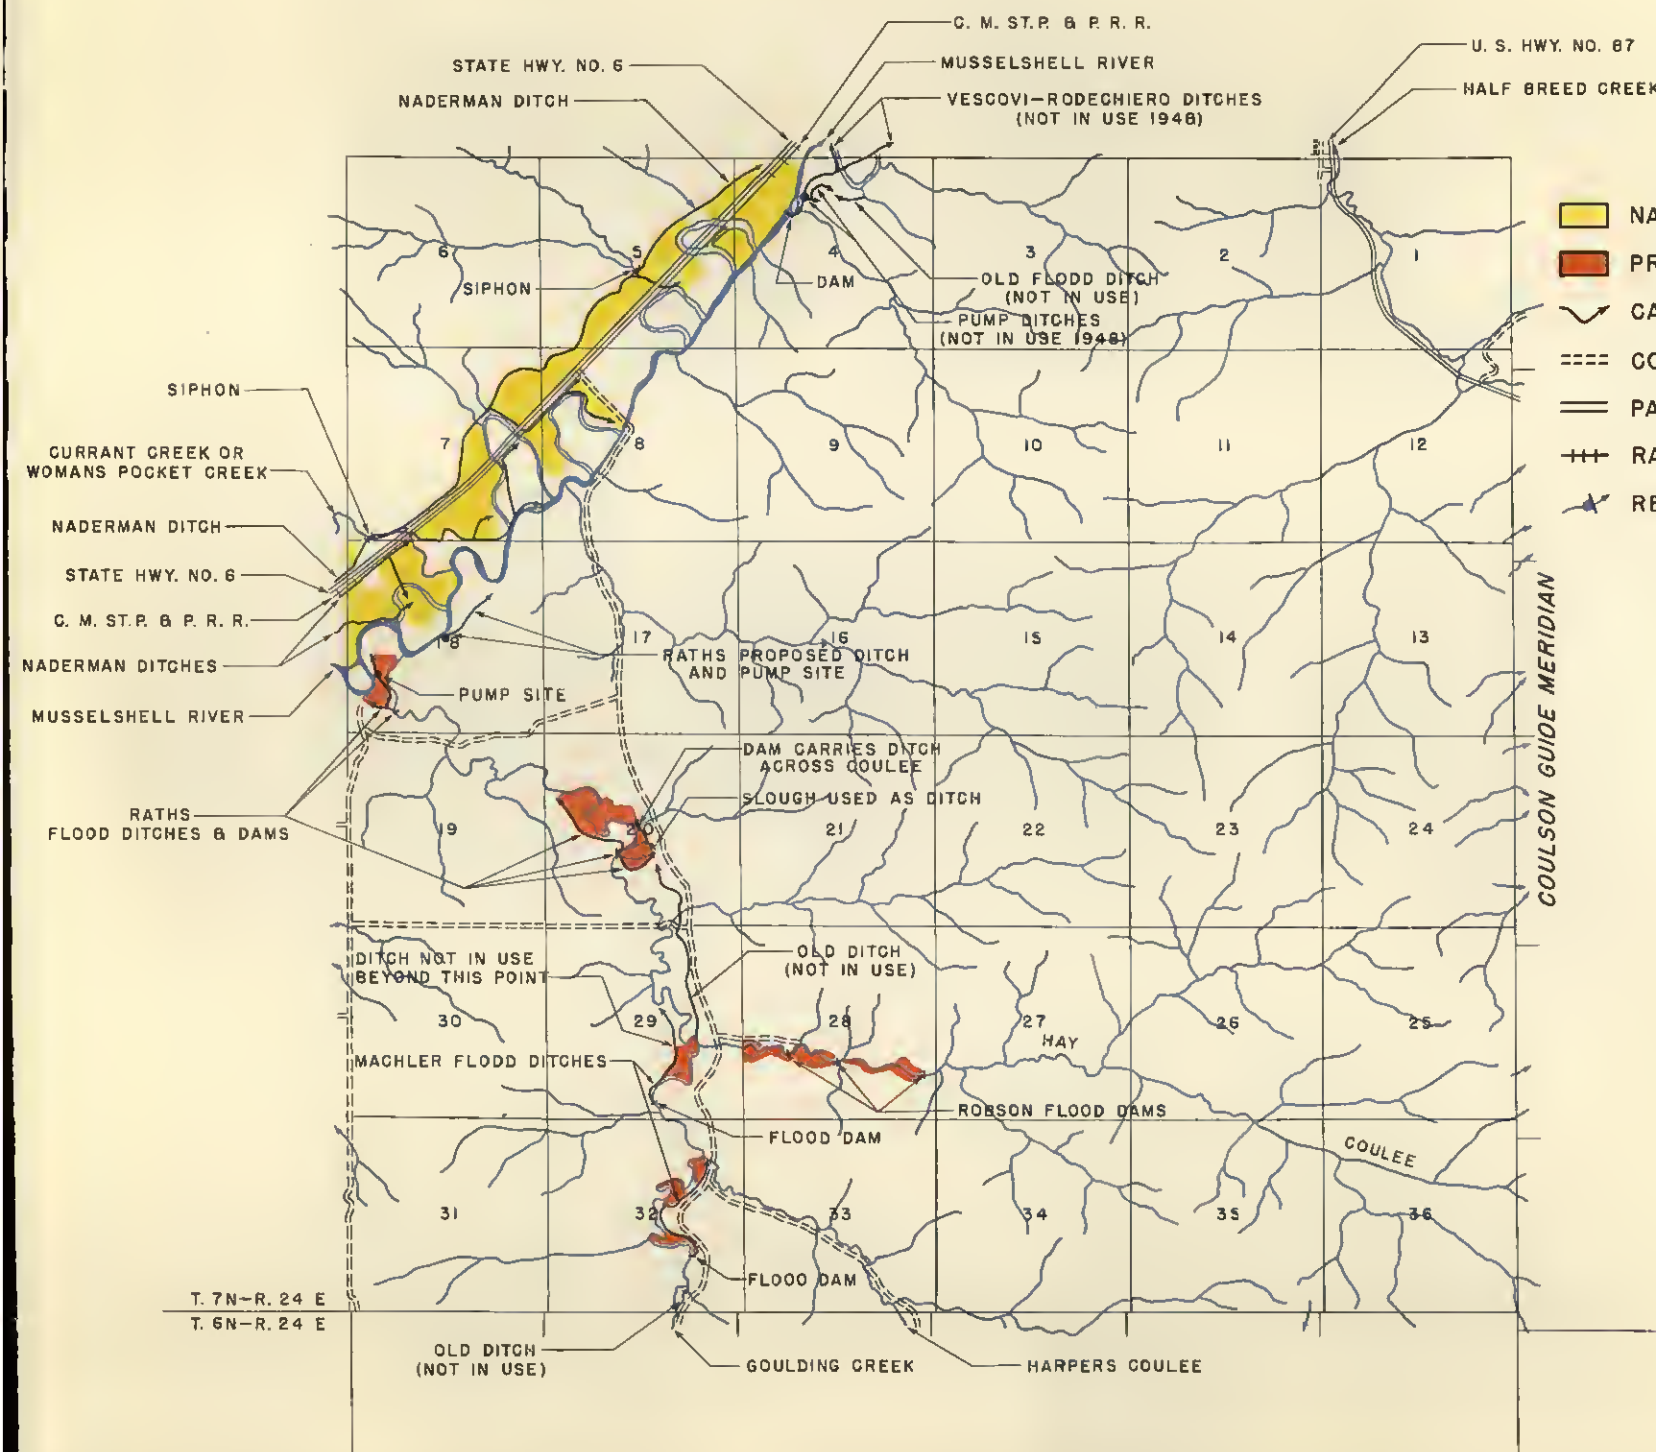 C. M. ST. P. & P. R. R.
STATE HWY. NO. 6
MUSSELSHELL RIVER
U. S. HWY. NO. 87
NADERMAN DITCH
VESCOVI-RODECHIERO DITCHES
(NOT IN USE 1948)
HALF BREED CREEK
6
5
4
3
2
1
SIPHON
DAM
OLD FLOOD DITCH
(NOT IN USE)
PUMP DITCHES
(NOT IN USE 1948)
NA
PR
CA
CO
PA
RA
RE
SIPHON
7
8
9
10
11
12
CURRANT CREEK OR
WOMANS POCKET CREEK
NADERMAN DITCH
STATE HWY. NO. 6
C. M. ST. P. & P. R. R.
NADERMAN DITCHES
MUSSELSHELL RIVER
18
17
16
15
14
13
RATHS PROPOSED DITCH
AND PUMP SITE
PUMP SITE
COULSON GUIDE MERIDIAN
DAM CARRIES DITCH
ACROSS COULEE
SLOUGH USED AS DITCH
RATHS
FLOOD DITCHES & DAMS
19
20
21
22
23
24
DITCH NOT IN USE
BEYOND THIS POINT
OLD DITCH
(NOT IN USE)
30
29
28
27
26
25
HAY
MACHLER FLOOD DITCHES
ROBSON FLOOD DAMS
FLOOD DAM
COULEE
31
32
33
34
35
36
FLOOD DAM
T. 7N-R. 24 E
T. 6N-R. 24 E
OLD DITCH
(NOT IN USE)
GOULDING CREEK
HARPERS COULEE